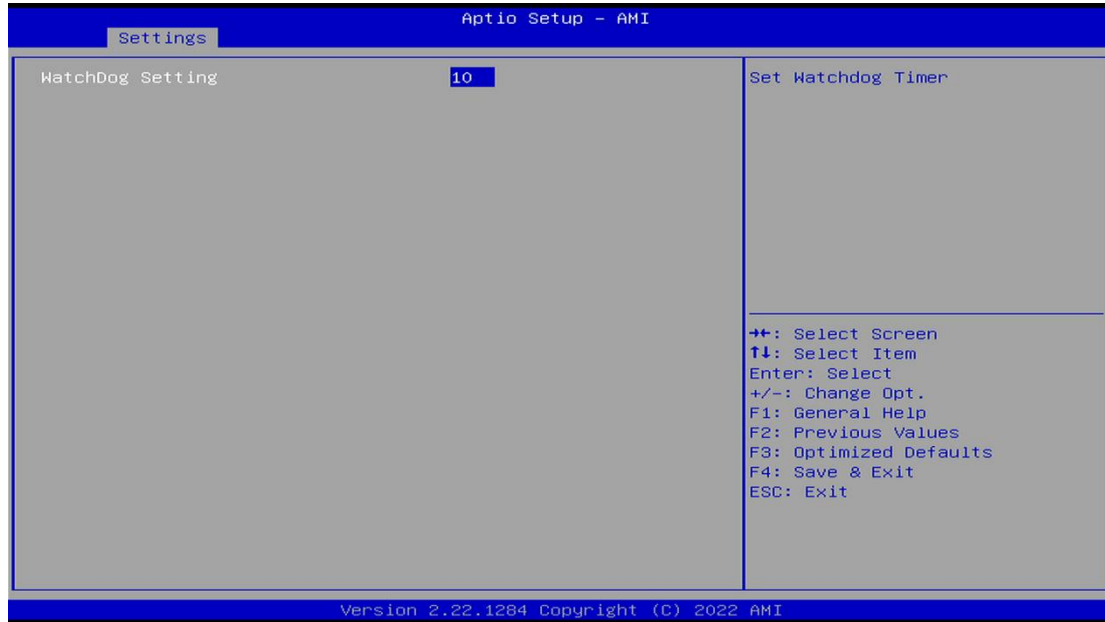 Aptio Setup - AMI
Settings
WatchDog Setting 10
Set Watchdog Timer
→←: Select Screen
↑↓: Select Item
Enter: Select
+/-: Change Opt.
F1: General Help
F2: Previous Values
F3: Optimized Defaults
F4: Save & Exit
ESC: Exit
Version 2.22.1284 Copyright (C) 2022 AMI